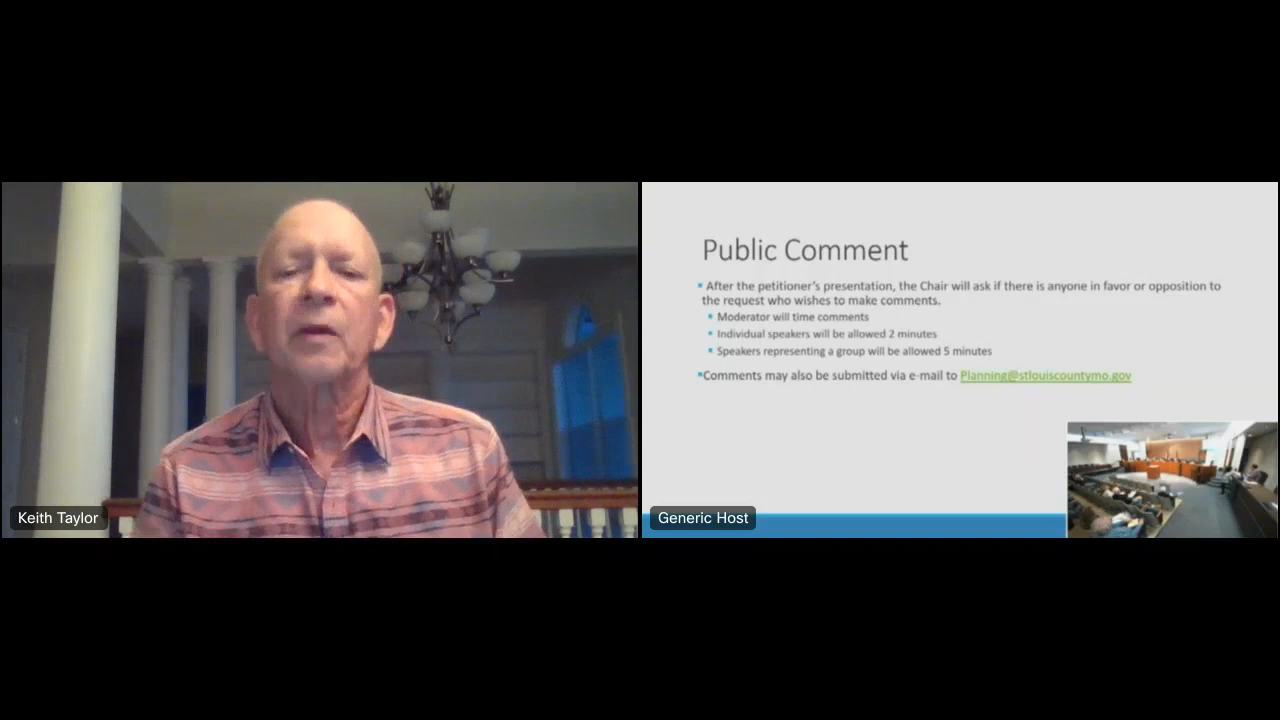 Public Comment
After the petitioner's presentation, the Chair will ask if there is anyone in favor or opposition to
the request who wishes to make comments.
Moderator will time comments
Individual speakers will be allowed 2 minutes
Speakers representing a group will be allowed 5 minutes
Comments may also be submitted via e-mail to Planning@stlouiscountymo.gov
Keith Taylor
Generic Host